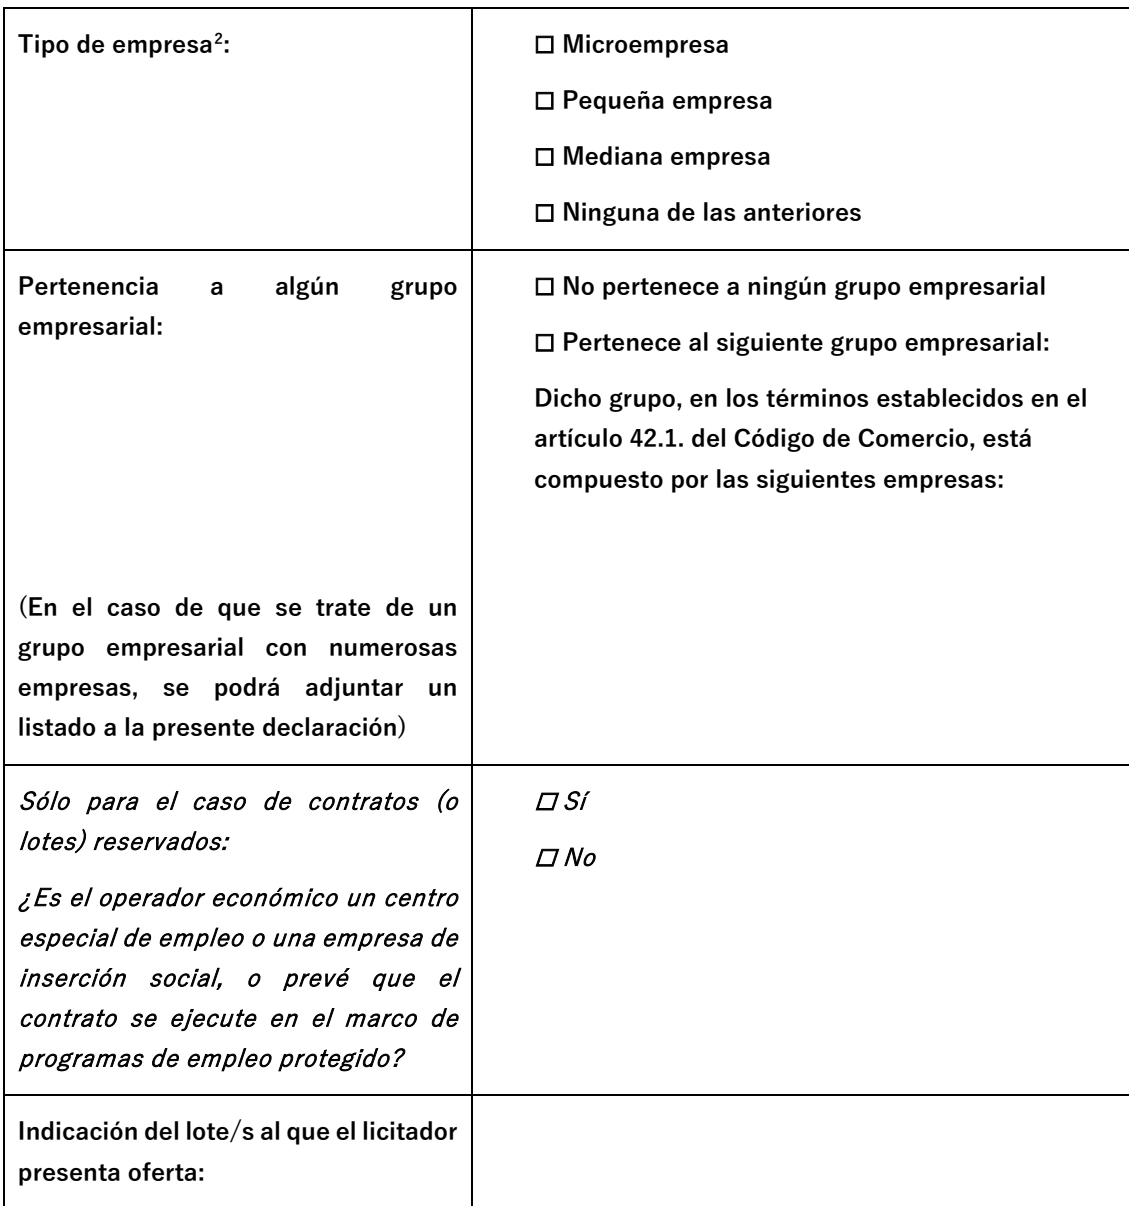 Tipo de empresa²:
☐ Microempresa
☐ Pequeña empresa
☐ Mediana empresa
☐ Ninguna de las anteriores
Pertenencia a algún grupo
empresarial:
(En el caso de que se trate de un
grupo empresarial con numerosas
empresas, se podrá adjuntar un
listado a la presente declaración)
☐ No pertenece a ningún grupo empresarial
☐ Pertenece al siguiente grupo empresarial:
Dicho grupo, en los términos establecidos en el
artículo 42.1. del Código de Comercio, está
compuesto por las siguientes empresas:
Sólo para el caso de contratos (o
lotes) reservados:
¿Es el operador económico un centro
especial de empleo o una empresa de
inserción social, o prevé que el
contrato se ejecute en el marco de
programas de empleo protegido?
☐ Sí
☐ No
Indicación del lote/s al que el licitador
presenta oferta: